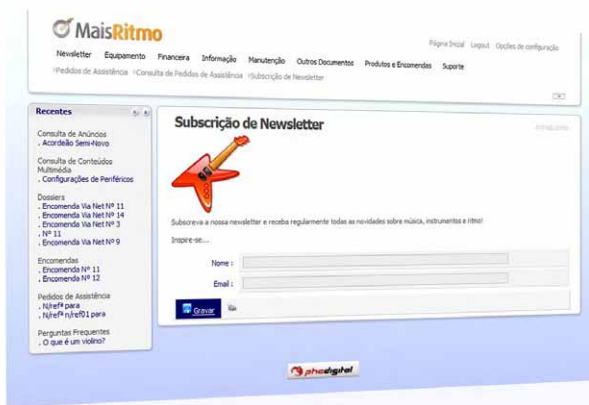 MaisRitmo
Página Inicial Logout Opções de configuração
Newsletter Equipamento Financeira Informação Manutenção Outros Documentos Produtos e Encomendas Suporte
Pedidos de Assistência Consulta de Pedidos de Assistência Subscrição de Newsletter
Recentes
Consulta de Anúncios
. Acordeão Semi-Novo
Consulta de Conteúdos
Multimédia
. Configurações de Periféricos
Dossiers
. Encomenda Via Net Nº 11
. Encomenda Via Net Nº 14
. Encomenda Via Net Nº 3
. Nº 11
. Encomenda Via Net Nº 9
Encomendas
. Encomenda Nº 11
. Encomenda Nº 12
Pedidos de Assistência
. N/refª para
. N/refª n/ref01 para
Perguntas Frequentes
. O que é um violino?
Subscrição de Newsletter
Subscreva a nossa newsletter e receba regularmente todas as novidades sobre música, instrumentos e ritmo!
Inspire-se....
Nome :
Email :
Gravar
phcdigital